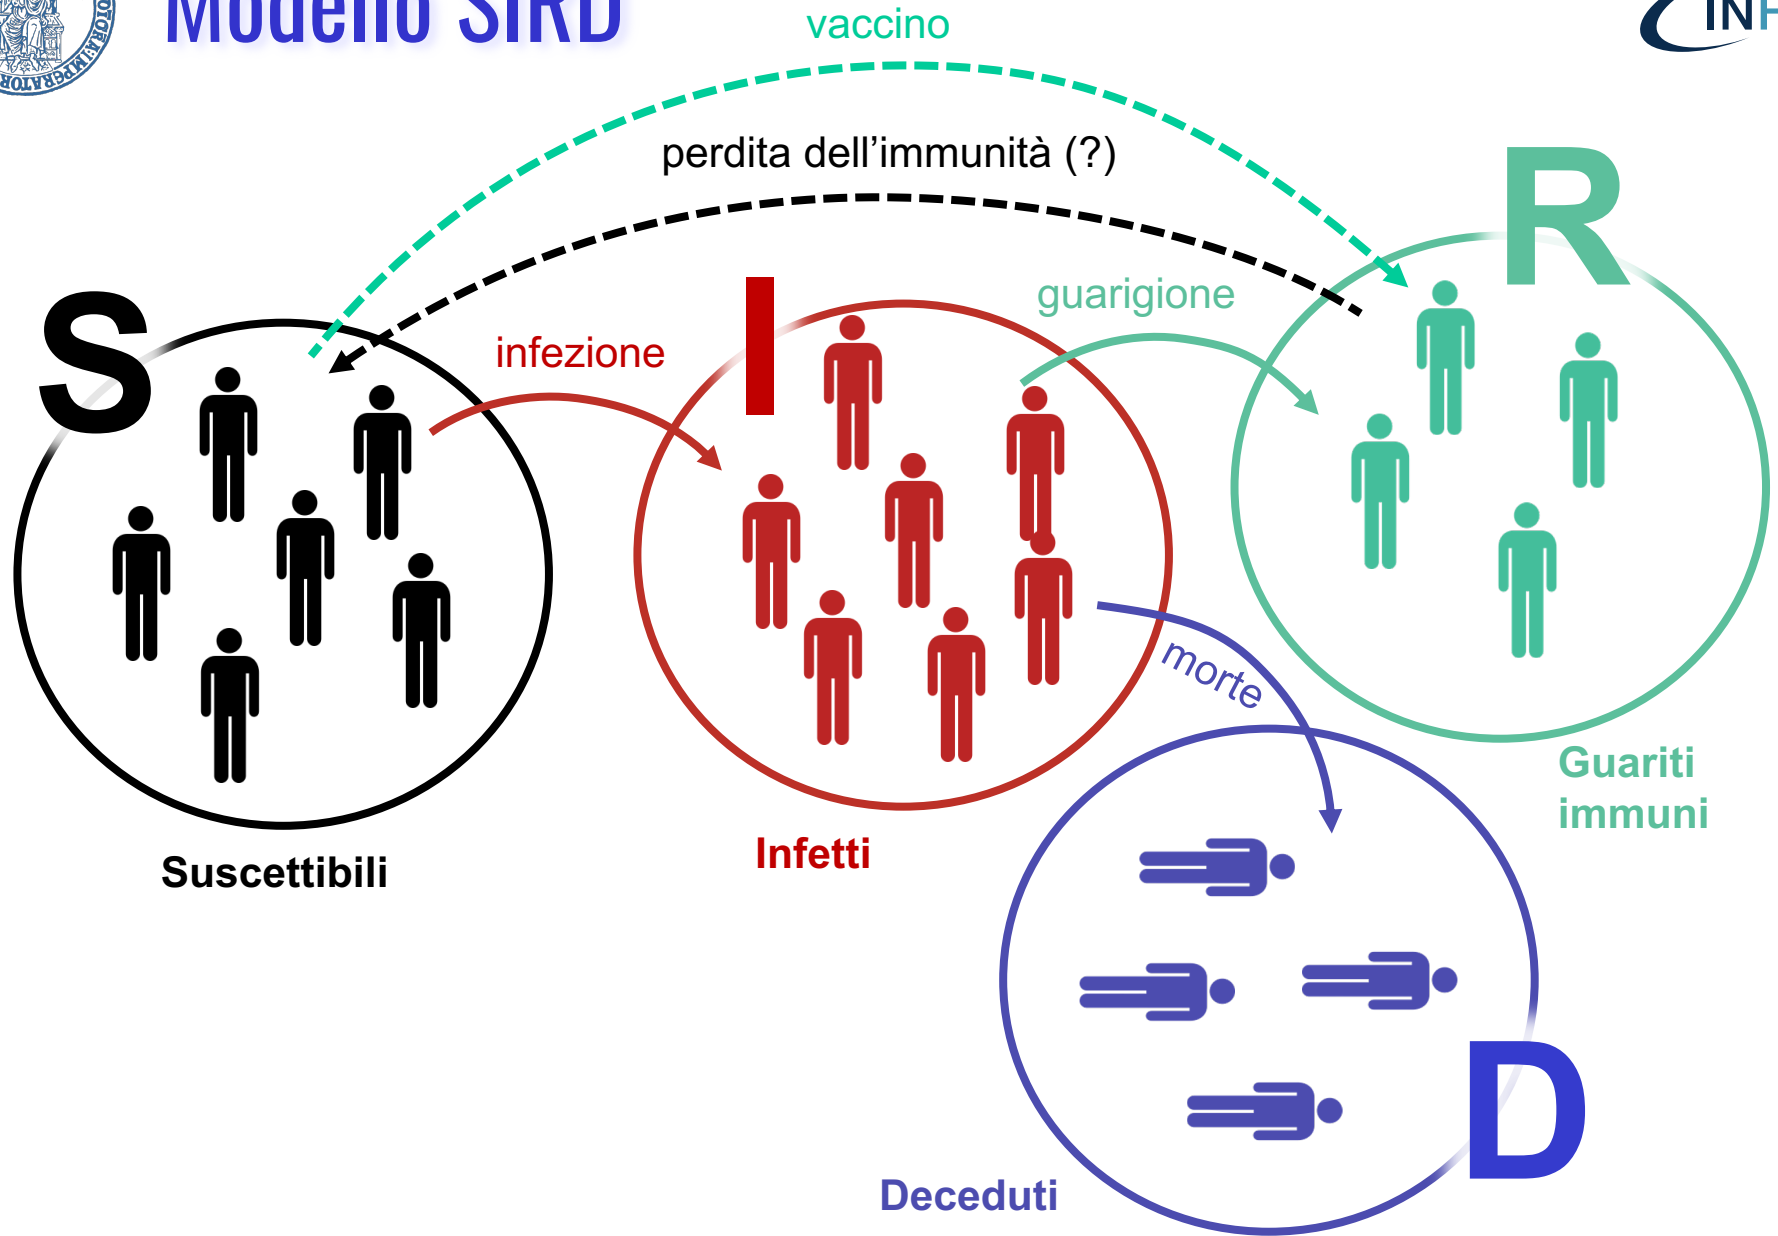 Modello SIRD
vaccino
perdita dell’immunità (?)
R
S
I
guarigione
infezione
morte
Guariti
immuni
Infetti
Suscettibili
D
Deceduti